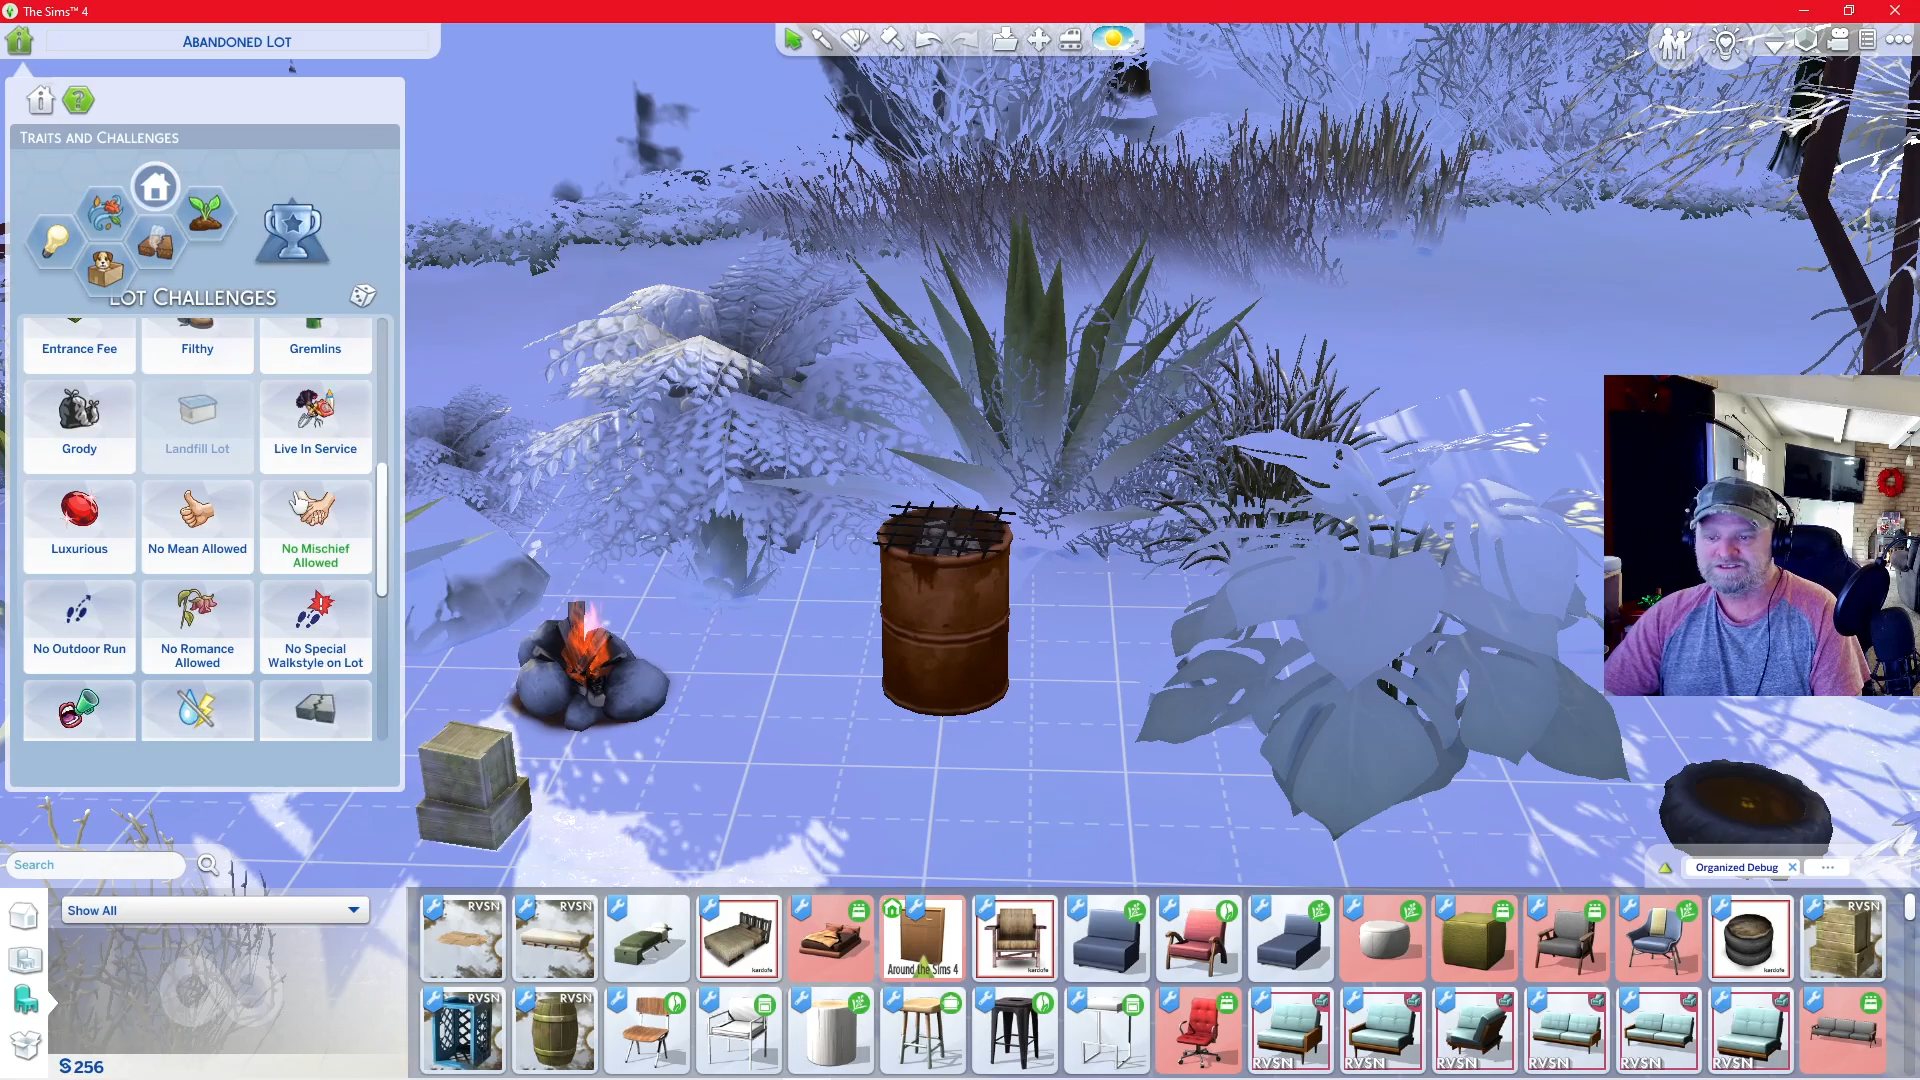 The Sims™ 4
Abandoned Lot
Traits and Challenges
Lot Challenges
Entrance Fee
Filthy
Gremlins
Grody
Landfill Lot
Live In Service
Luxurious
No Mean Allowed
No Mischief
Allowed
No Outdoor Run
No Romance
Allowed
No Special
Walkstyle on Lot
Search
Organized Debug
Show All
RVSN
RVSN
kardofe
Around the Sims 4
kardofe
kardofe
RVSN
RVSN
RVSN
RVSN
RVSN
RVSN
RVSN
RVSN
RVSN
§256